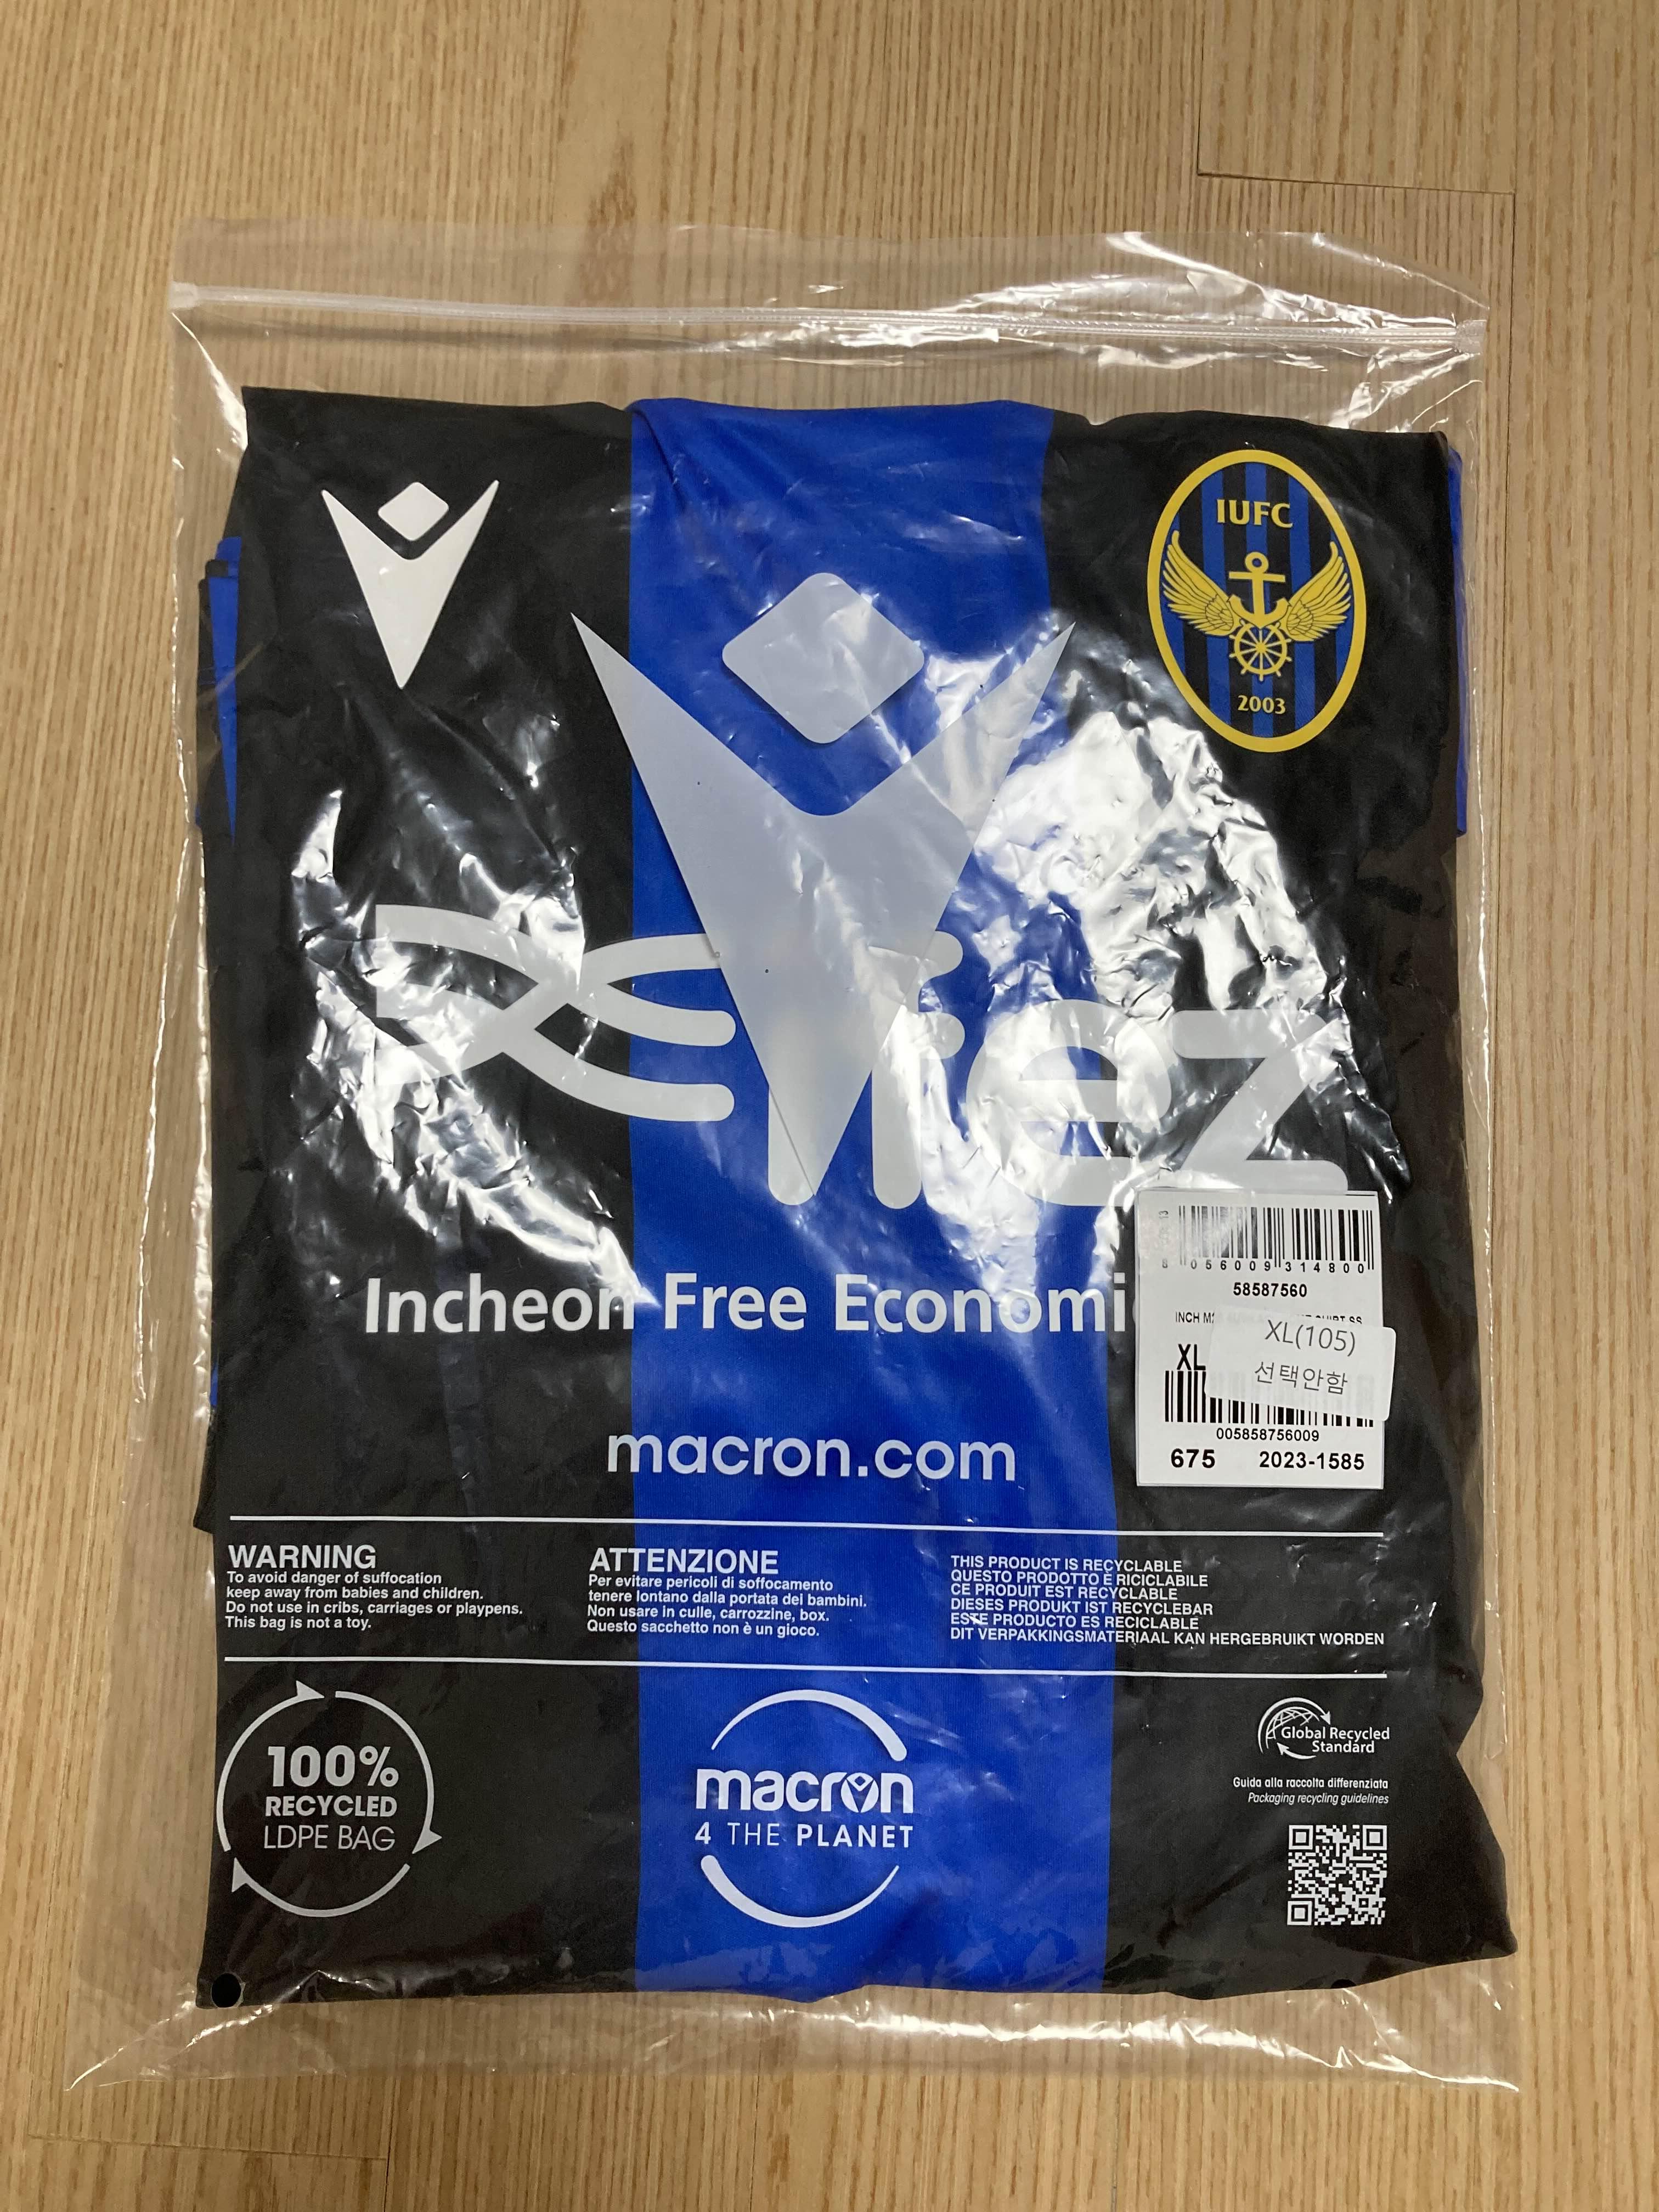 IUFC
2003
ifez
Incheon Free Economi
8 056009 314800
58587560
INCH
XL
XL(105)
선택안함
005858756009
675 2023-1585
macron.com
WARNING
To avoid danger of suffocation
keep away from babies and children.
Do not use in cribs, carriages or playpens.
This bag is not a toy.
ATTENZIONE
Per evitare pericoli di soffocamento
tenere lontano dalla portata dei bambini.
Non usare in culle, carrozzine, box.
Questo sacchetto non è un gioco.
THIS PRODUCT IS RECYCLABLE
QUESTO PRODOTTO È RICICLABILE
CE PRODUIT EST RECYCLABLE
DIESES PRODUKT IST RECYCLEBAR
ESTE PRODUCTO ES RECICLABLE
DIT VERPAKKINGSMATERIAAL KAN HERGEBRUIKT WORDEN
100%
RECYCLED
LDPE BAG
macron
4 THE PLANET
Global Recycled
Standard
Guida alla raccolta differenziata
Packaging recycling guidelines